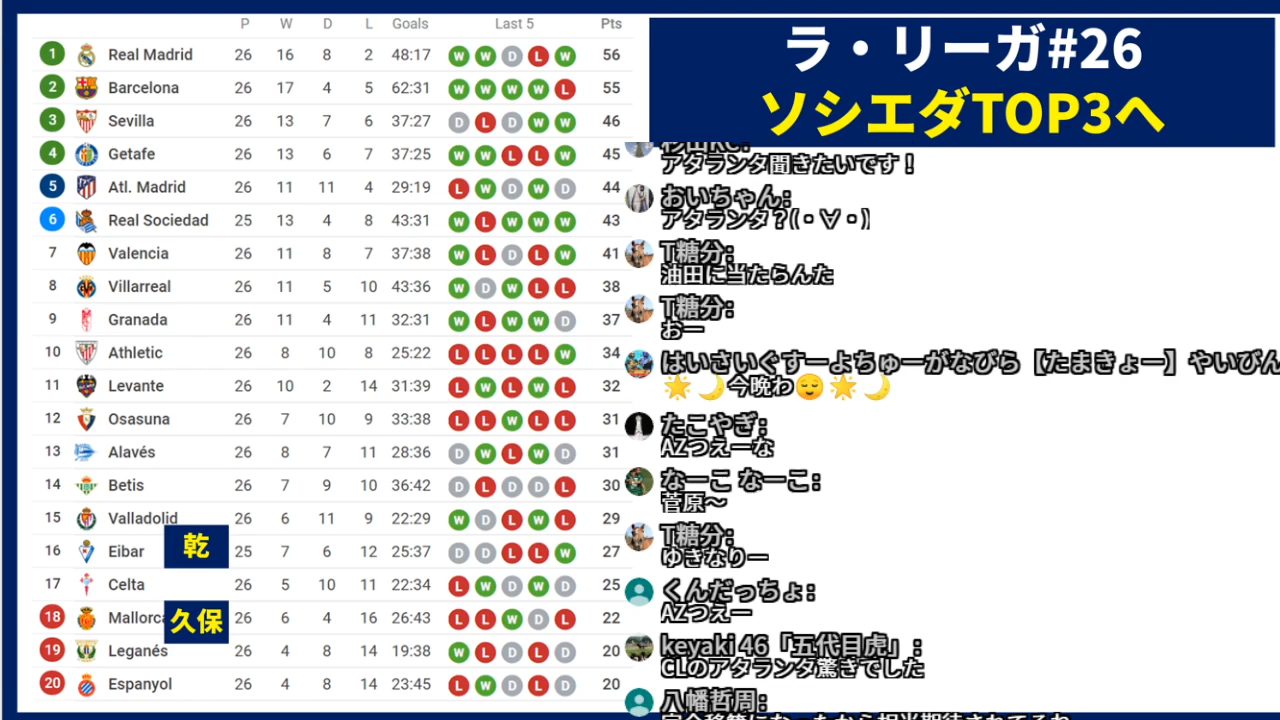 P W D L Goals Last 5 Pts
1 Real Madrid 26 16 8 2 48:17 W W D L W 56
2 Barcelona 26 17 4 5 62:31 W W W W L 55
3 Sevilla 26 13 7 6 37:27 D L D W W 46
4 Getafe 26 13 6 7 37:25 W W L L W 45
5 Atl. Madrid 26 11 11 4 29:19 L W D W D 44
6 Real Sociedad 25 13 4 8 43:31 W L W W W 43
7 Valencia 26 11 8 7 37:38 W L D L W 41
8 Villarreal 26 11 5 10 43:36 W D W L L 38
9 Granada 26 11 4 11 32:31 W L W W D 37
10 Athletic 26 8 10 8 25:22 L L L L W 34
11 Levante 26 10 2 14 31:39 L W L W L 32
12 Osasuna 26 7 10 9 33:38 L L W L L 31
13 Alavés 26 8 7 11 28:36 D W L W D 31
14 Betis 26 7 9 10 36:42 D L D D L 30
15 Valladolid 26 6 11 9 22:29 W D L W L 29
16 Eibar 乾 25 7 6 12 25:37 D D L L W 27
17 Celta 26 5 10 11 22:34 L W D W D 25
18 Mallorca 久保 26 6 4 16 26:43 L L W D L 22
19 Leganés 26 4 8 14 19:38 W L D L D 20
20 Espanyol 26 4 8 14 23:45 L W D L D 20
ラ・リーガ#26
ソシエダTOP3へ
アタランタ聞きたいです！
おいちゃん:
アタランタ？(・∀・)
T糖分:
油田に当たらんた
T糖分:
おー
はいさいぐすーよちゅーがなびら【たまきょー】やいびん
🌟🌙今晩わ😌🌟🌙
たこやぎ:
AZつえーな
なーこ なーこ:
菅原〜
T糖分:
ゆきなりー
くんだっちょ:
AZつえー
keyaki 46「五代目虎」:
CLのアタランタ驚きでした
八幡哲周: